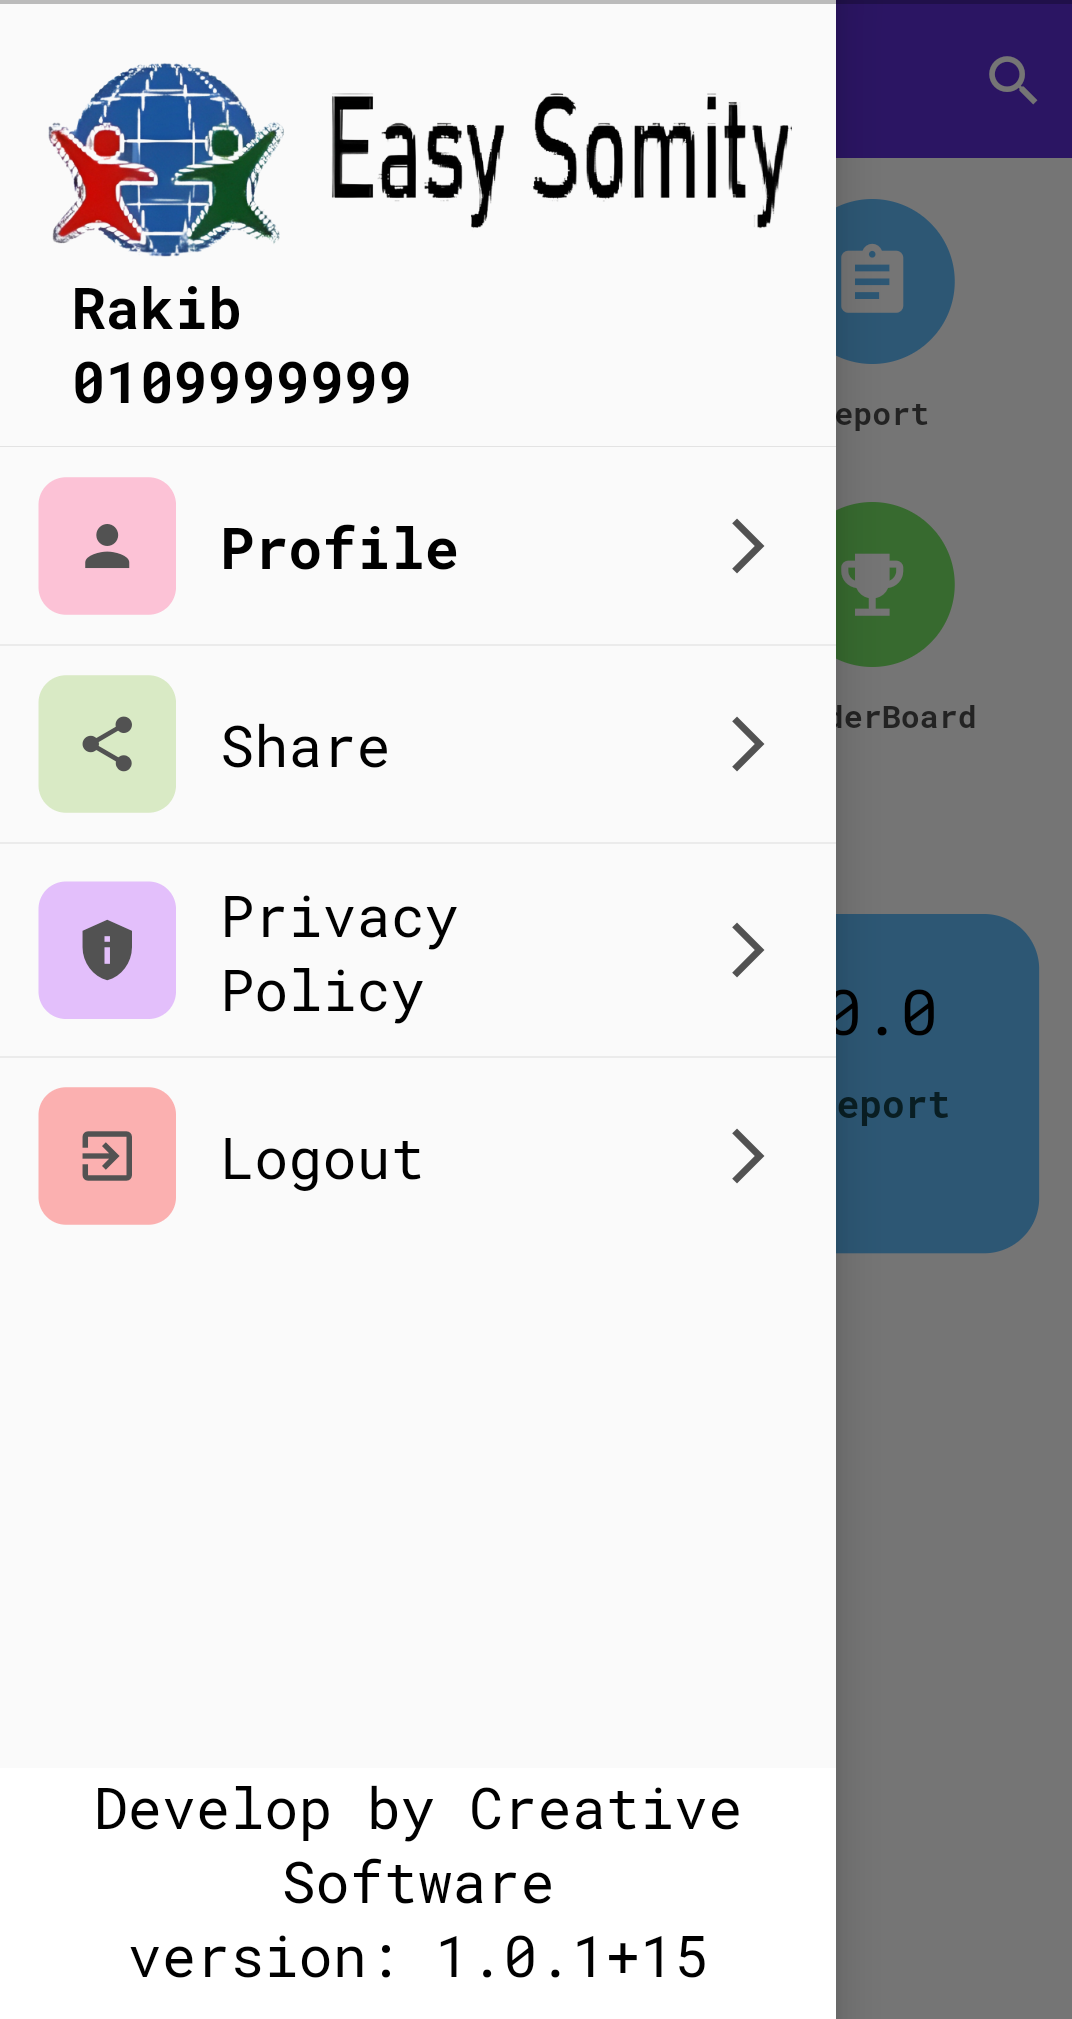 Easy Somity
Rakib
0109999999
Profile
Share
Privacy
Policy
Logout
eport
derBoard
0.0
eport
Develop by Creative
Software
version: 1.0.1+15